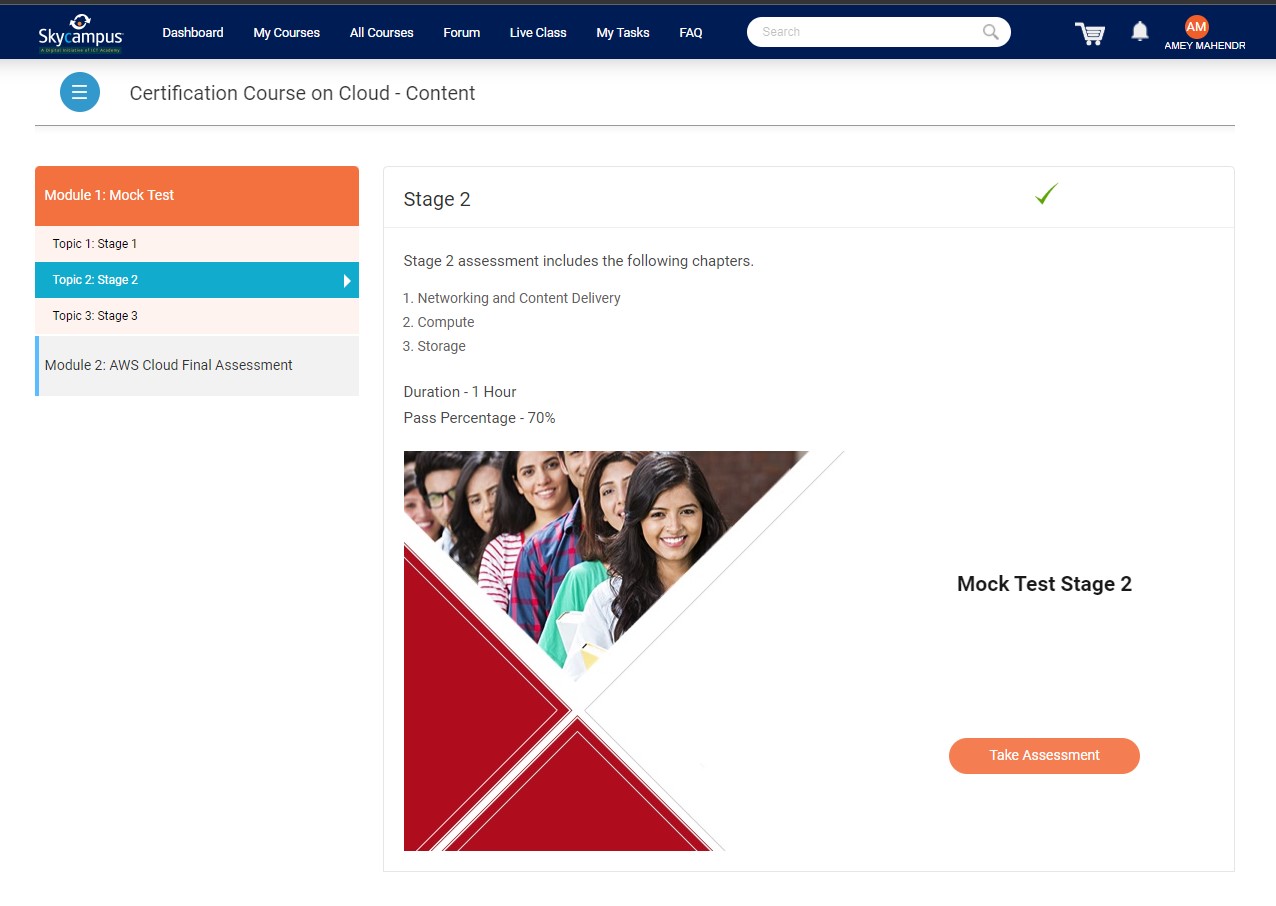 Skycampus
A Digital Initiative of ICT Academy
Dashboard
My Courses
All Courses
Forum
Live Class
My Tasks
FAQ
Search
AM
AMEY MAHENDR
Certification Course on Cloud - Content
Module 1: Mock Test
Topic 1: Stage 1
Topic 2: Stage 2
Topic 3: Stage 3
Module 2: AWS Cloud Final Assessment
Stage 2
Stage 2 assessment includes the following chapters.
1. Networking and Content Delivery
2. Compute
3. Storage
Duration - 1 Hour
Pass Percentage - 70%
Mock Test Stage 2
Take Assessment